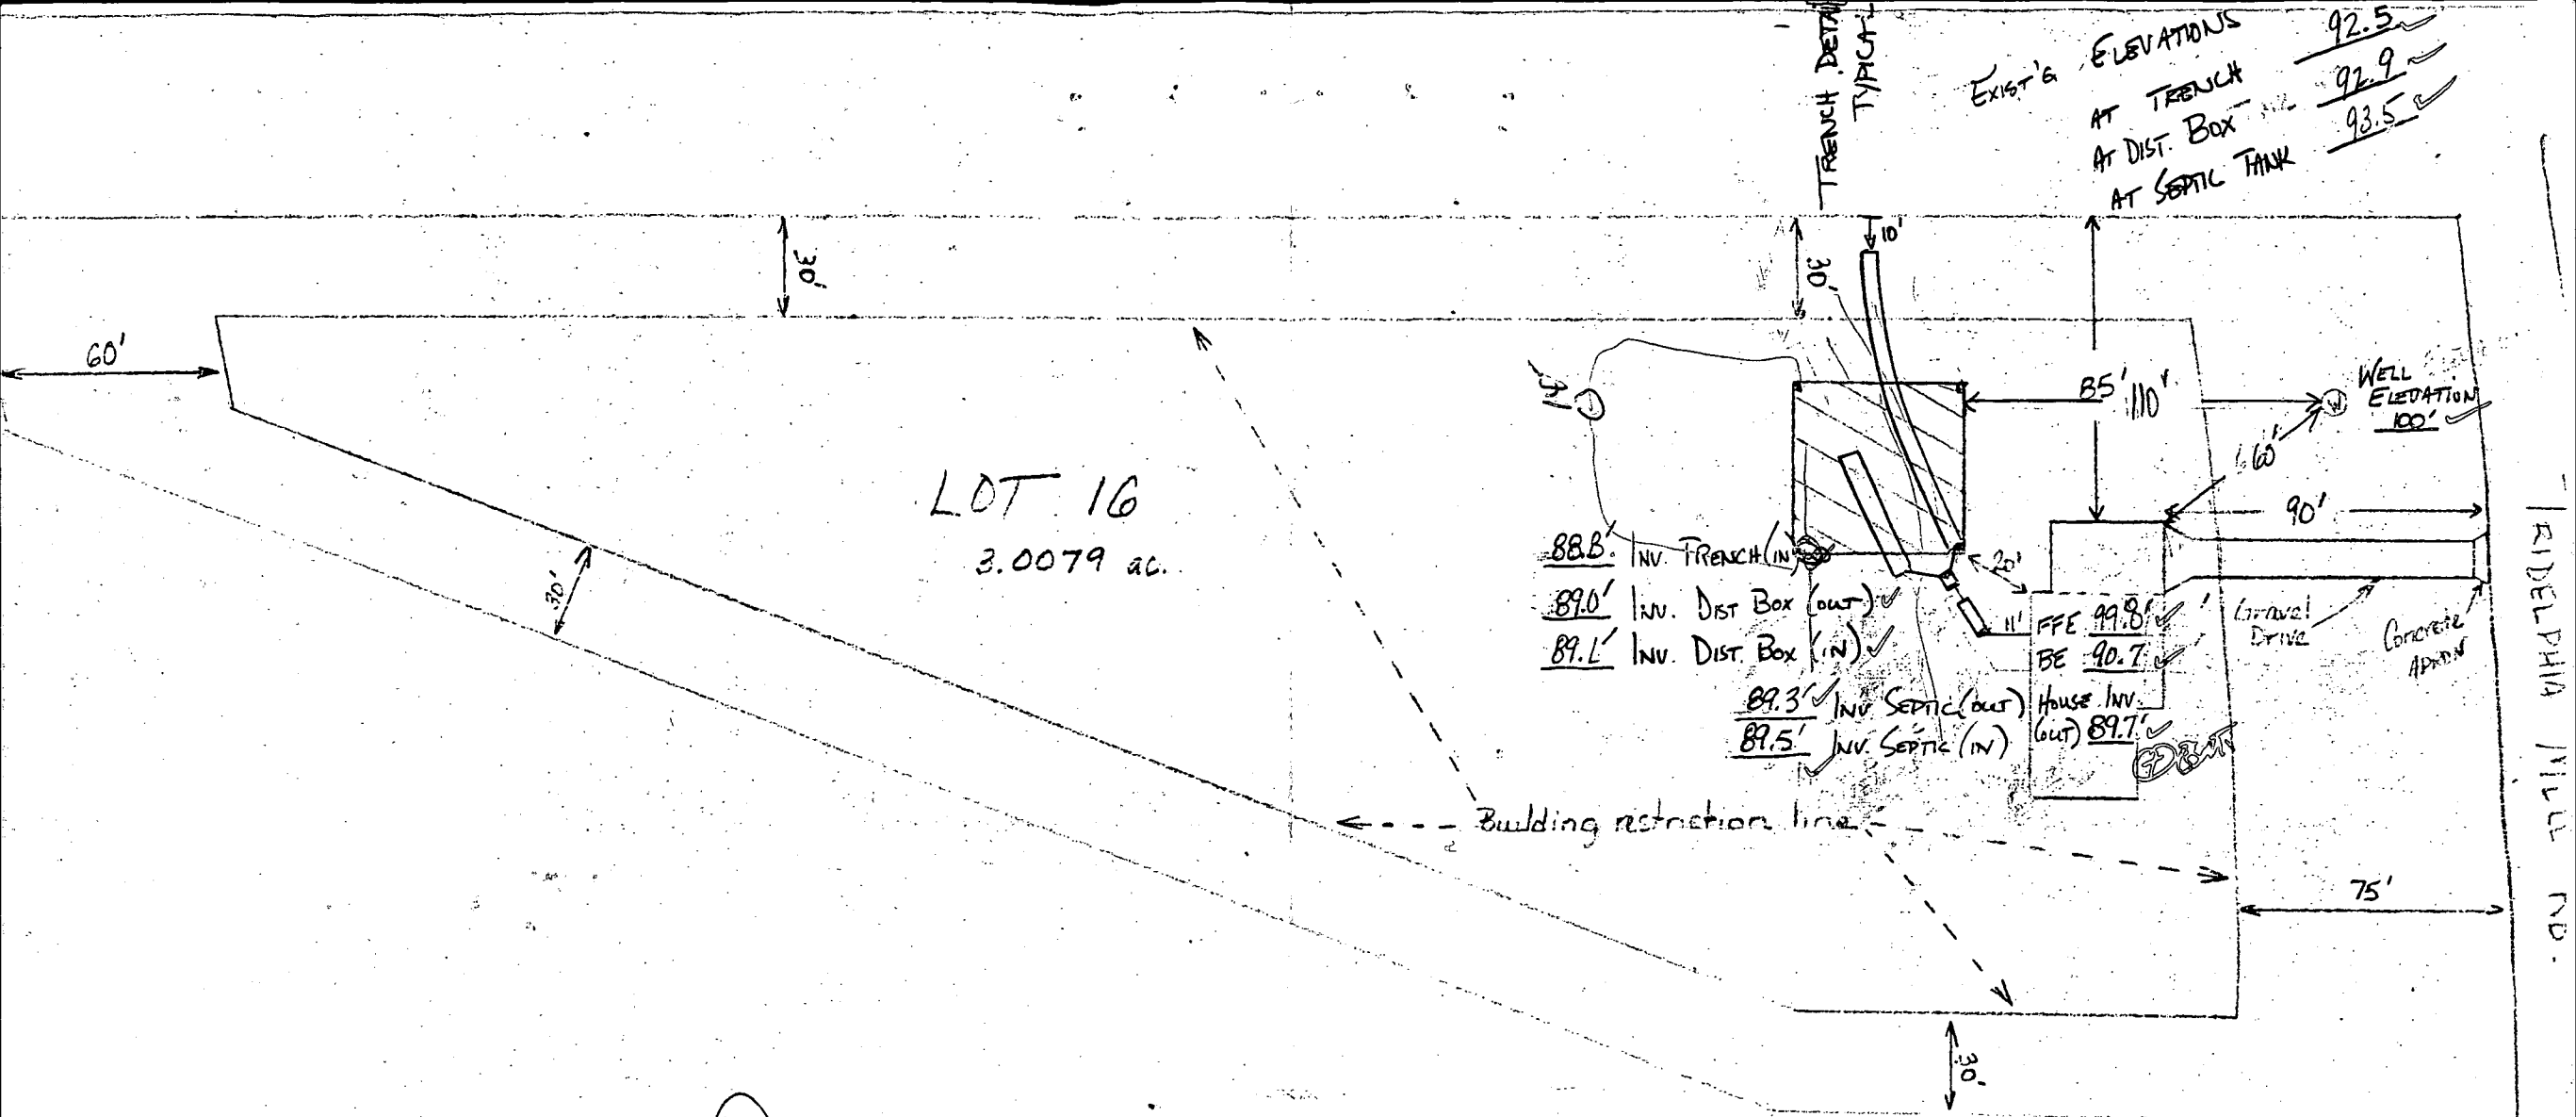 TRENCH DETAIL
TYPICAL
EXIST'G ELEVATIONS
AT TRENCH 92.5
AT DIST. BOX 92.9
AT SEPTIC TANK 93.5
30'
30'
10'
60'
85'
110'
WELL
ELEVATION
100'
60'
90'
LOT 16
3.0079 ac.
30'
88.8' INV. TRENCH (IN)
89.0' INV. DIST BOX (OUT)
89.1' INV. DIST. BOX (IN)
89.3' INV SEPTIC (OUT)
89.5' INV. SEPTIC (IN)
20'
11'
FFE 99.8'
BE 90.7
HOUSE INV.
(OUT) 89.7'
Gravel
Drive
Concrete
Apron
Building restriction line
75'
30'
TRIDELPHIA MILL RD.